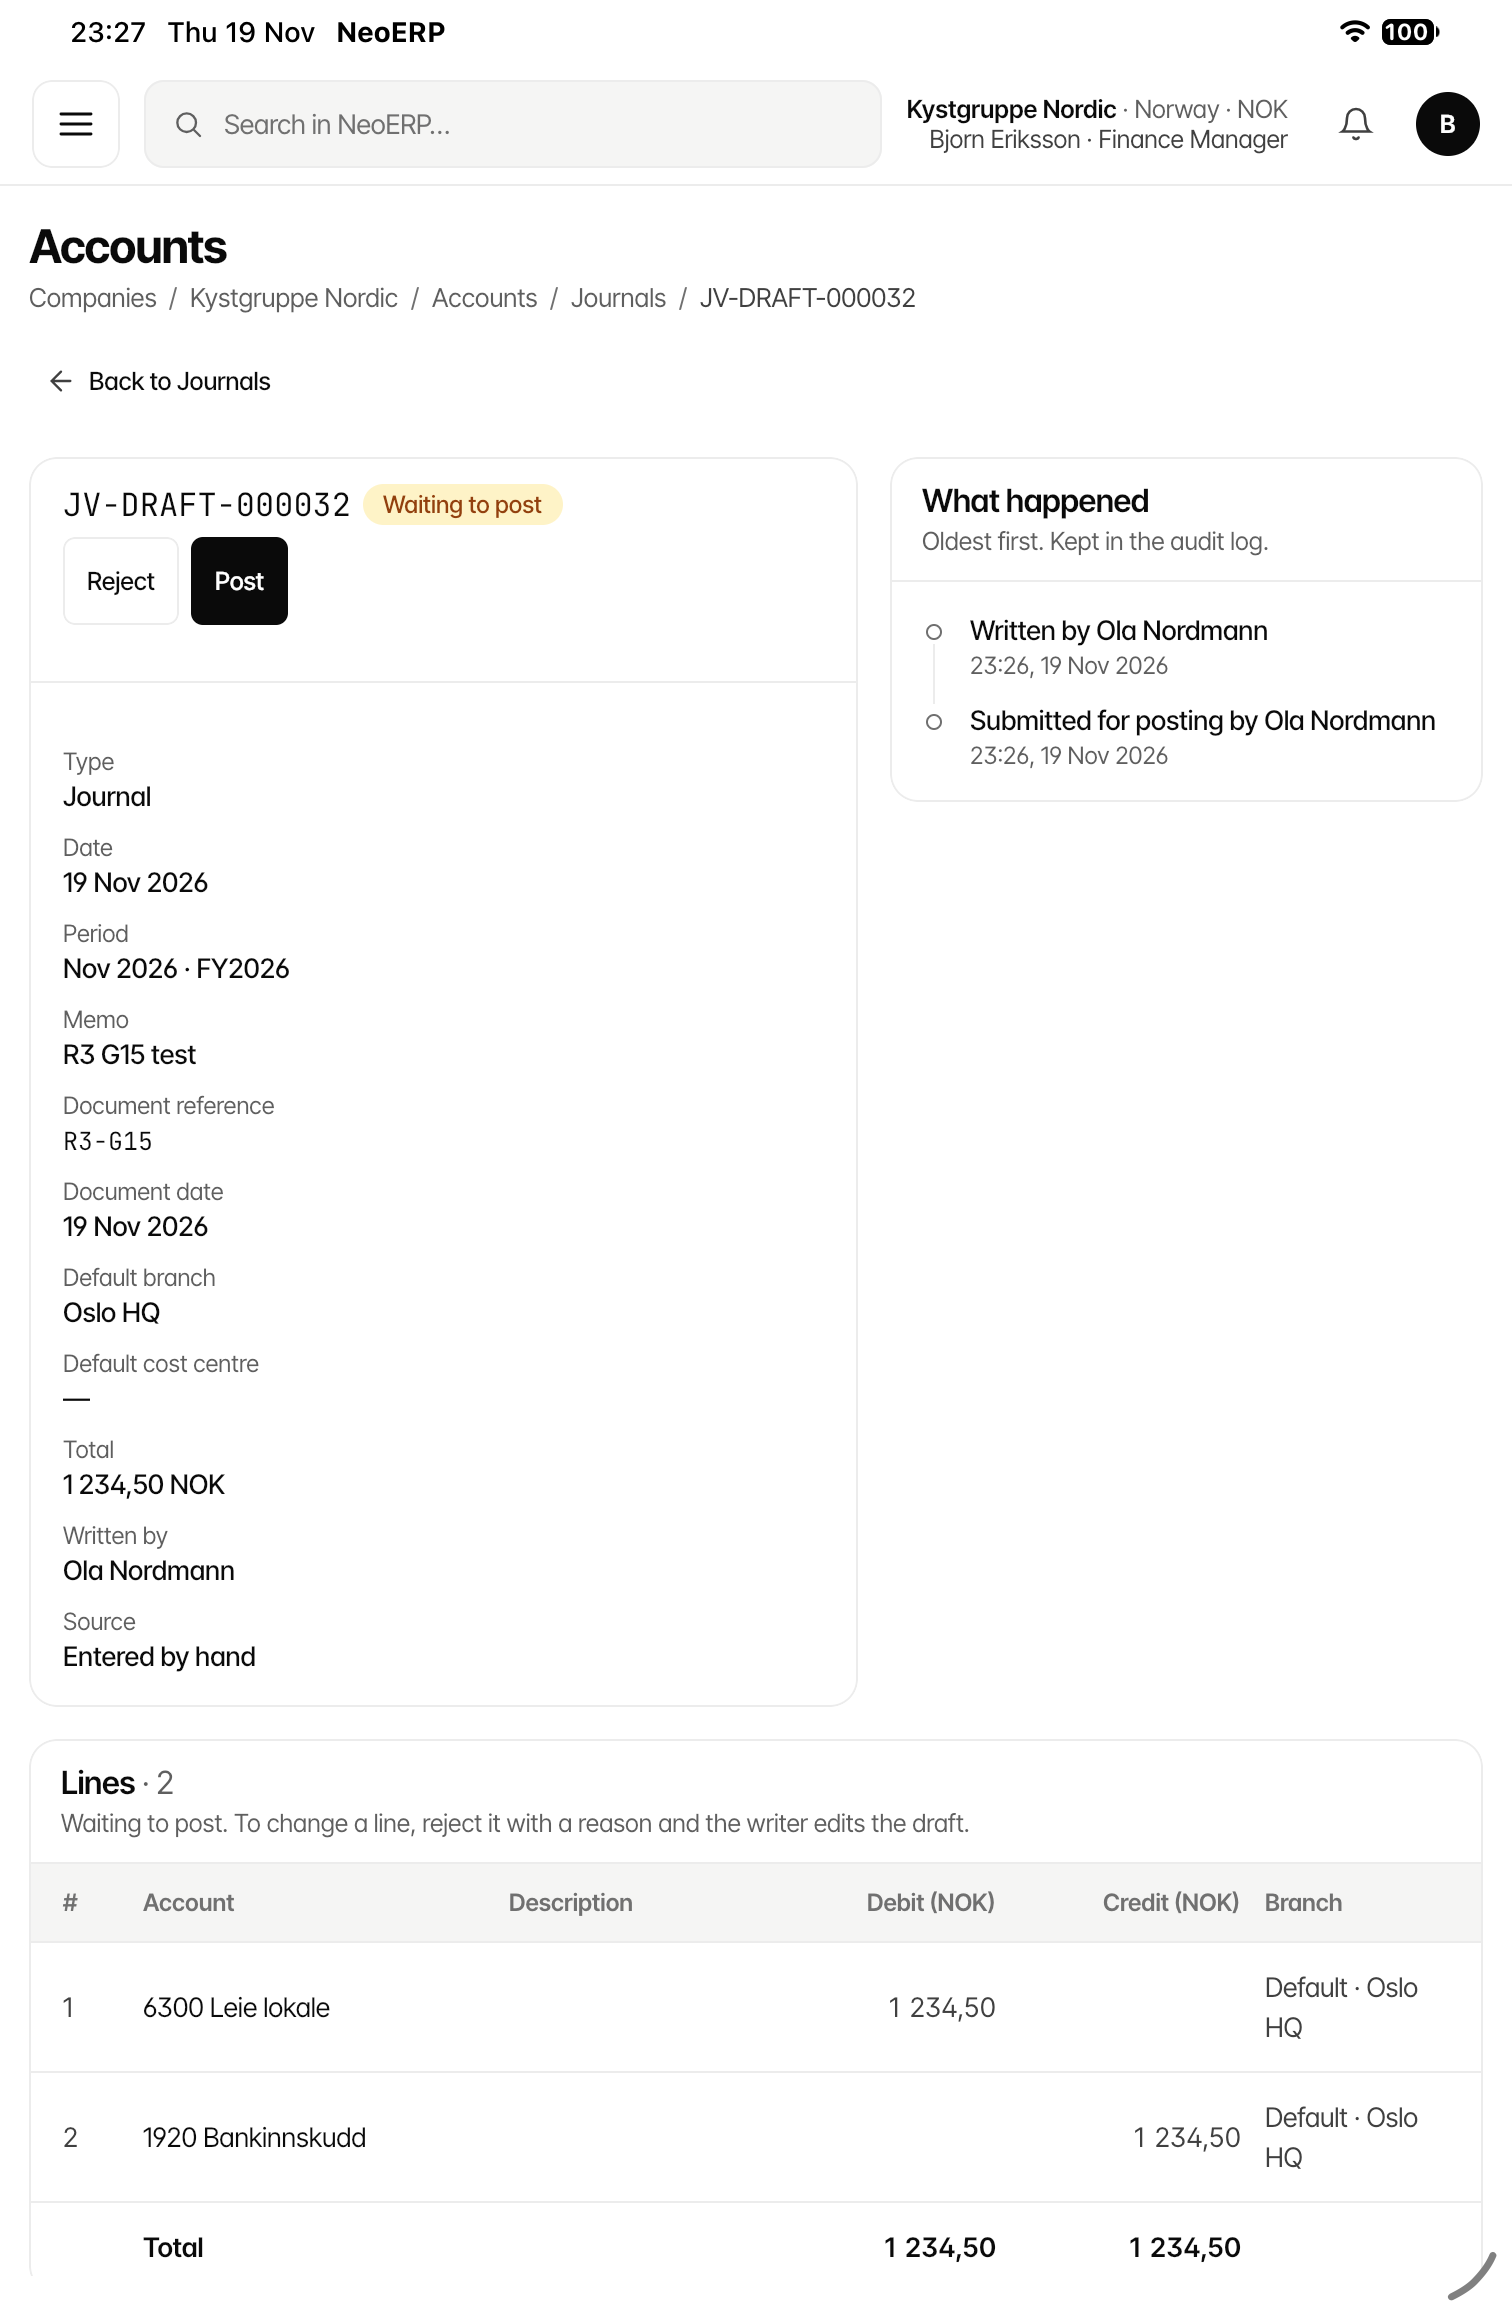 23:27 Thu 19 Nov NeoERP
100
Search in NeoERP...
Kystgruppe Nordic · Norway · NOK
Bjorn Eriksson · Finance Manager
B
Accounts
Companies / Kystgruppe Nordic / Accounts / Journals / JV-DRAFT-000032
Back to Journals
JV-DRAFT-000032 Waiting to post
Reject Post
Type
Journal
Date
19 Nov 2026
Period
Nov 2026 · FY2026
Memo
R3 G15 test
Document reference
R3-G15
Document date
19 Nov 2026
Default branch
Oslo HQ
Default cost centre
—
Total
1 234,50 NOK
Written by
Ola Nordmann
Source
Entered by hand
What happened
Oldest first. Kept in the audit log.
Written by Ola Nordmann
23:26, 19 Nov 2026
Submitted for posting by Ola Nordmann
23:26, 19 Nov 2026
Lines · 2
Waiting to post. To change a line, reject it with a reason and the writer edits the draft.
# Account Description Debit (NOK) Credit (NOK) Branch
1 6300 Leie lokale 1 234,50 Default · Oslo
HQ
2 1920 Bankinnskudd 1 234,50 Default · Oslo
HQ
Total 1 234,50 1 234,50